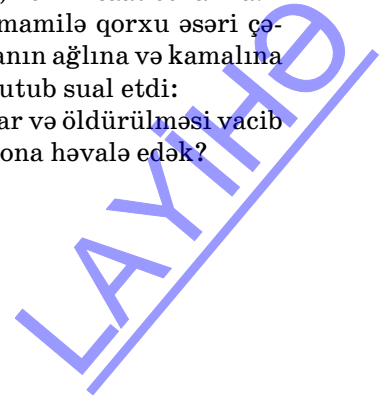 mamilə qorxu əsəri çə-
anın ağlına və kamalına
utub sual etdi:
ar və öldürülməsi vacib
ona həvalə edək?
LAYİHƏ